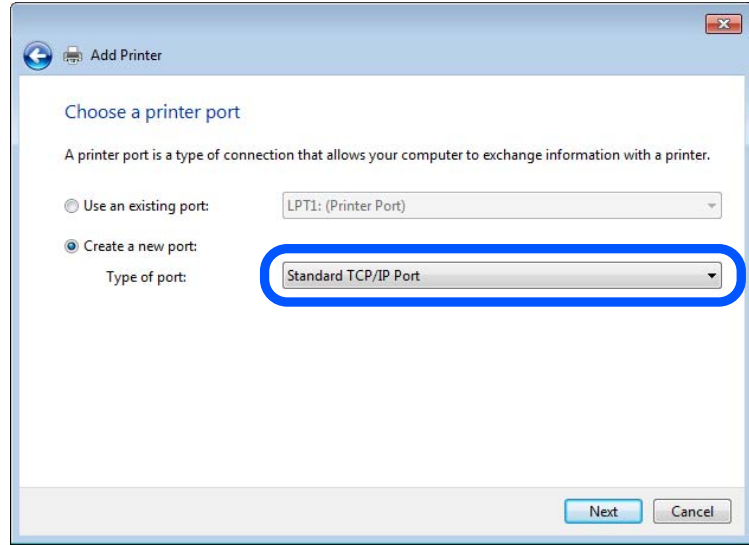 Add Printer
Choose a printer port
A printer port is a type of connection that allows your computer to exchange information with a printer.
Use an existing port: LPT1: (Printer Port)
Create a new port:
Type of port: Standard TCP/IP Port
Next Cancel